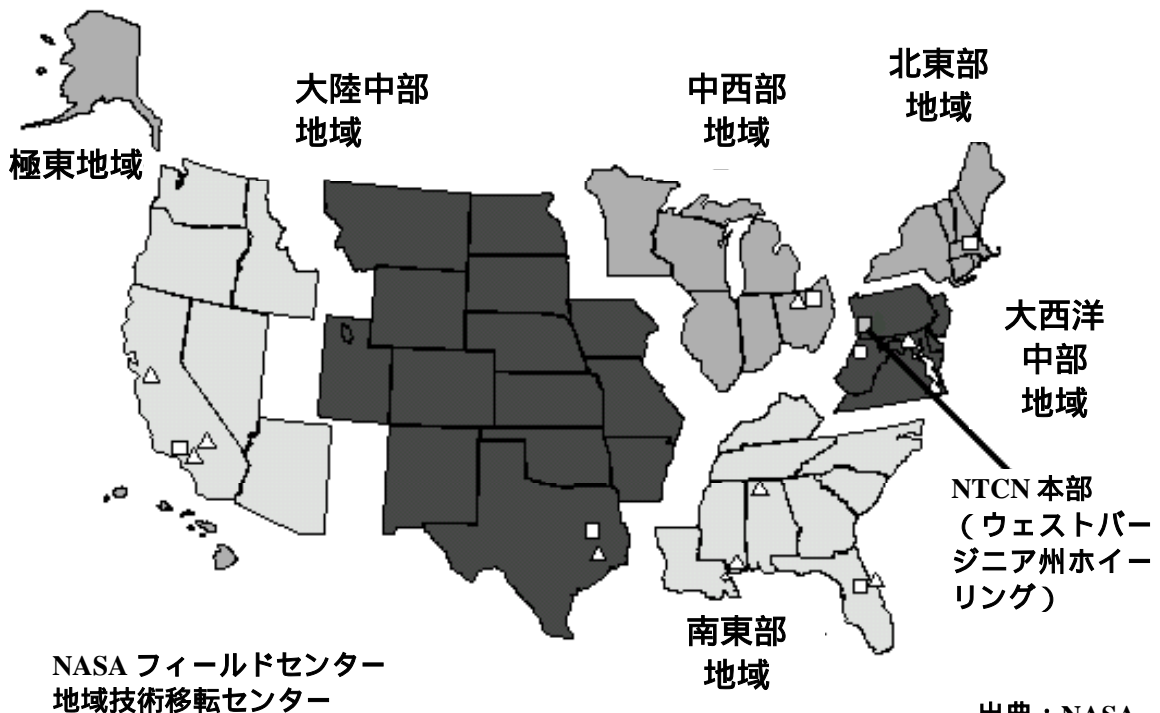 北東部
地域
大陸中部
地域
中西部
地域
極東地域
大西洋
中部
地域
NTCN 本部
（ウェストバー
ジニア州ホイー
リング）
南東部
地域
NASA フィールドセンター
地域技術移転センター
出典：NASA